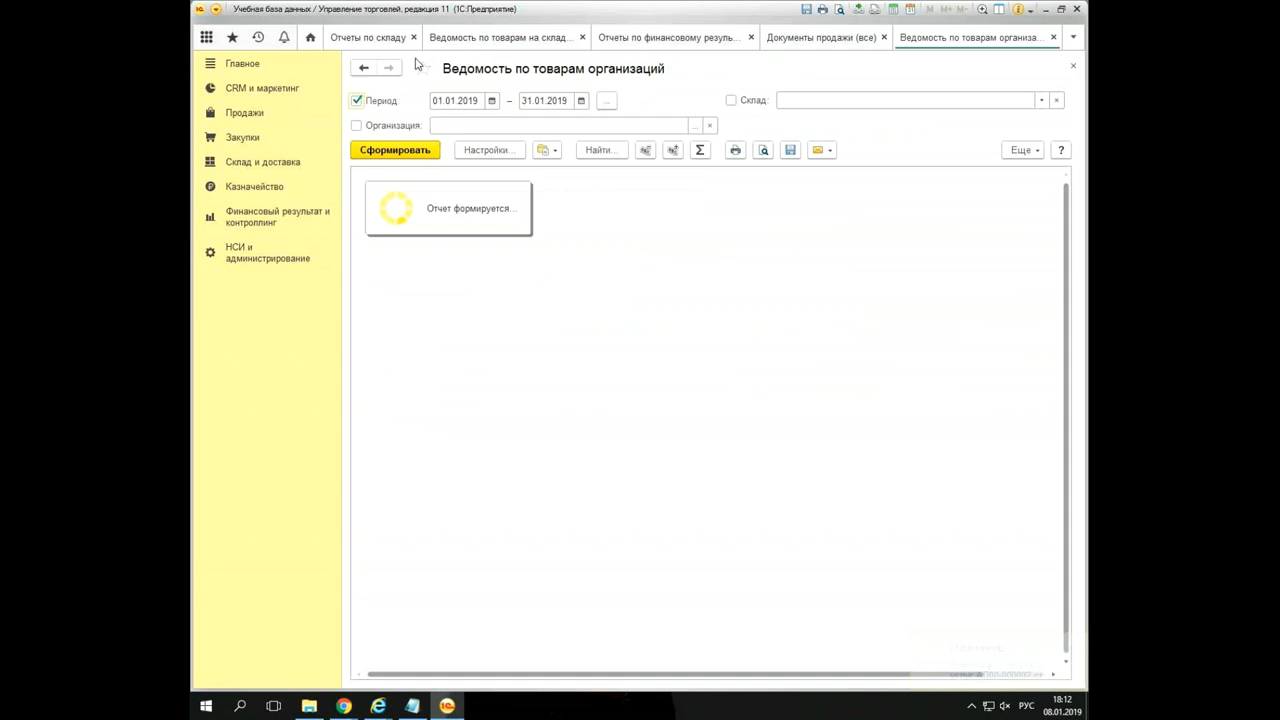 Учебная база данных / Управление торговлей, редакция 11 (1С:Предприятие)
M M+ M-
Отчеты по складу × Ведомость по товарам на склад... × Отчеты по финансовому резуль... × Документы продажи (все) × Ведомость по товарам организа... ×
Главное
CRM и маркетинг
Продажи
Закупки
Склад и доставка
Казначейство
Финансовый результат и
контроллинг
НСИ и
администрирование
Ведомость по товарам организаций
Период: 01.01.2019 – 31.01.2019 ... Склад:
Организация: ...
Сформировать Настройки... Найти... Σ Еще ?
Отчет формируется...
РУС
18:12
08.01.2019